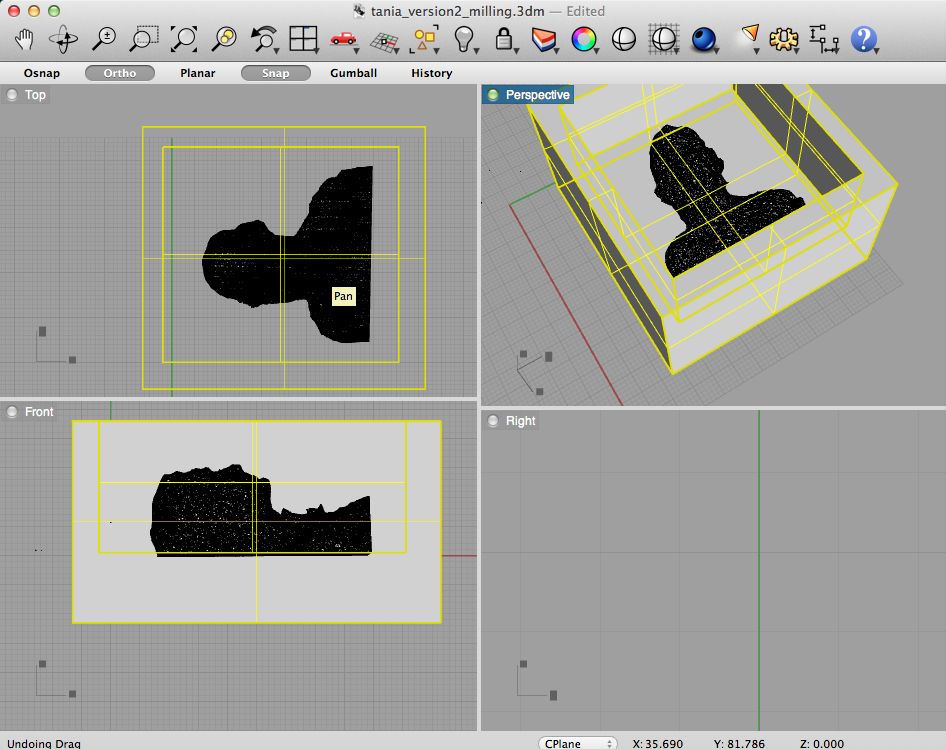 tania_version2_milling.3dm — Edited
Osnap Ortho Planar Snap Gumball History
Top
Perspective
Pan
Front
Right
Undoing Drag CPlane X: 35.690 Y: 81.786 Z: 0.000